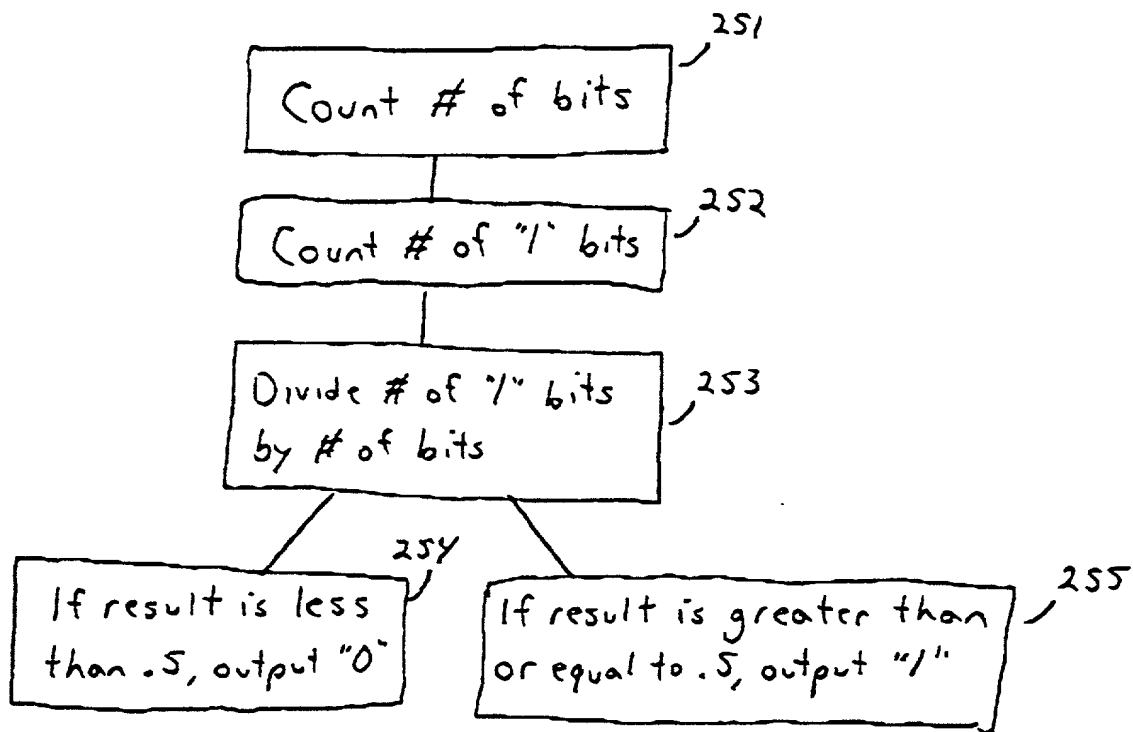 251
Count # of bits
252
Count # of "1" bits
Divide # of "1" bits
by # of bits
253
254
If result is less
than .5, output "0"
255
If result is greater than
or equal to .5, output "1"